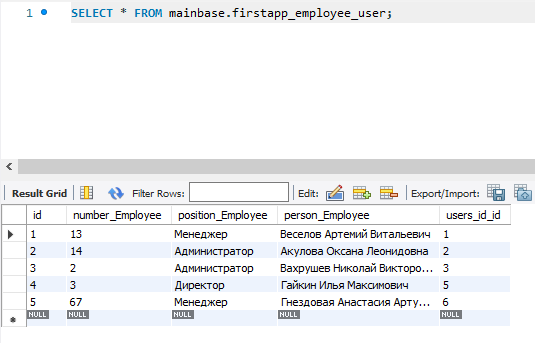 1 SELECT * FROM mainbase.firstapp_employee_user;
Result Grid Filter Rows: Edit: Export/Import:
id number_Employee position_Employee person_Employee users_id_id
1 13 Менеджер Веселов Артемий Витальевич 1
2 14 Администратор Акулова Оксана Леонидовна 2
3 2 Администратор Вахрушев Николай Викторо... 3
4 3 Директор Гайкин Илья Максимович 5
5 67 Менеджер Гнездовая Анастасия Арту... 6
NULL NULL NULL NULL NULL